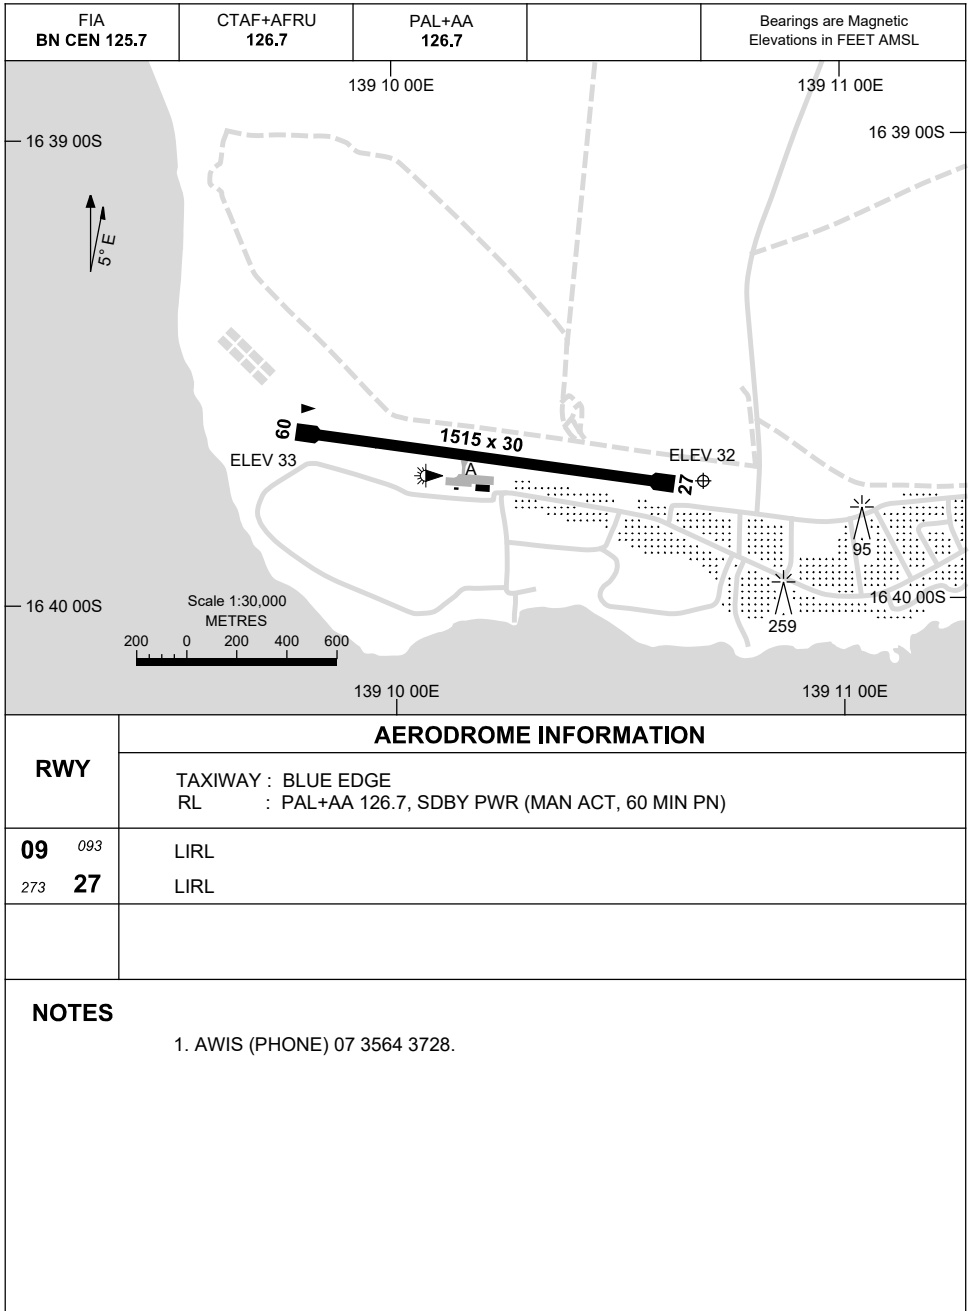 FIA
BN CEN 125.7
CTAF+AFRU
126.7
PAL+AA
126.7
Bearings are Magnetic
Elevations in FEET AMSL
139 10 00E
139 11 00E
16 39 00S
16 39 00S
5° E
09
1515 x 30
ELEV 33
ELEV 32
A
27
95
16 40 00S
16 40 00S
259
Scale 1:30,000
METRES
200 0 200 400 600
139 10 00E
139 11 00E
RWY
AERODROME INFORMATION
TAXIWAY : BLUE EDGE
RL : PAL+AA 126.7, SDBY PWR (MAN ACT, 60 MIN PN)
09 093 LIRL
273 27 LIRL
NOTES
1. AWIS (PHONE) 07 3564 3728.